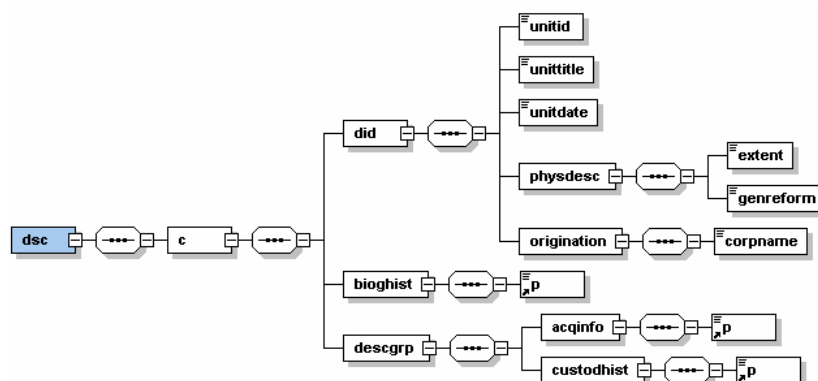 unitid
unittitle
unitdate
did
extent
physdesc
genreform
dsc
c
origination
corpname
bioghist
p
acqinfo
p
descgrp
custodhist
p